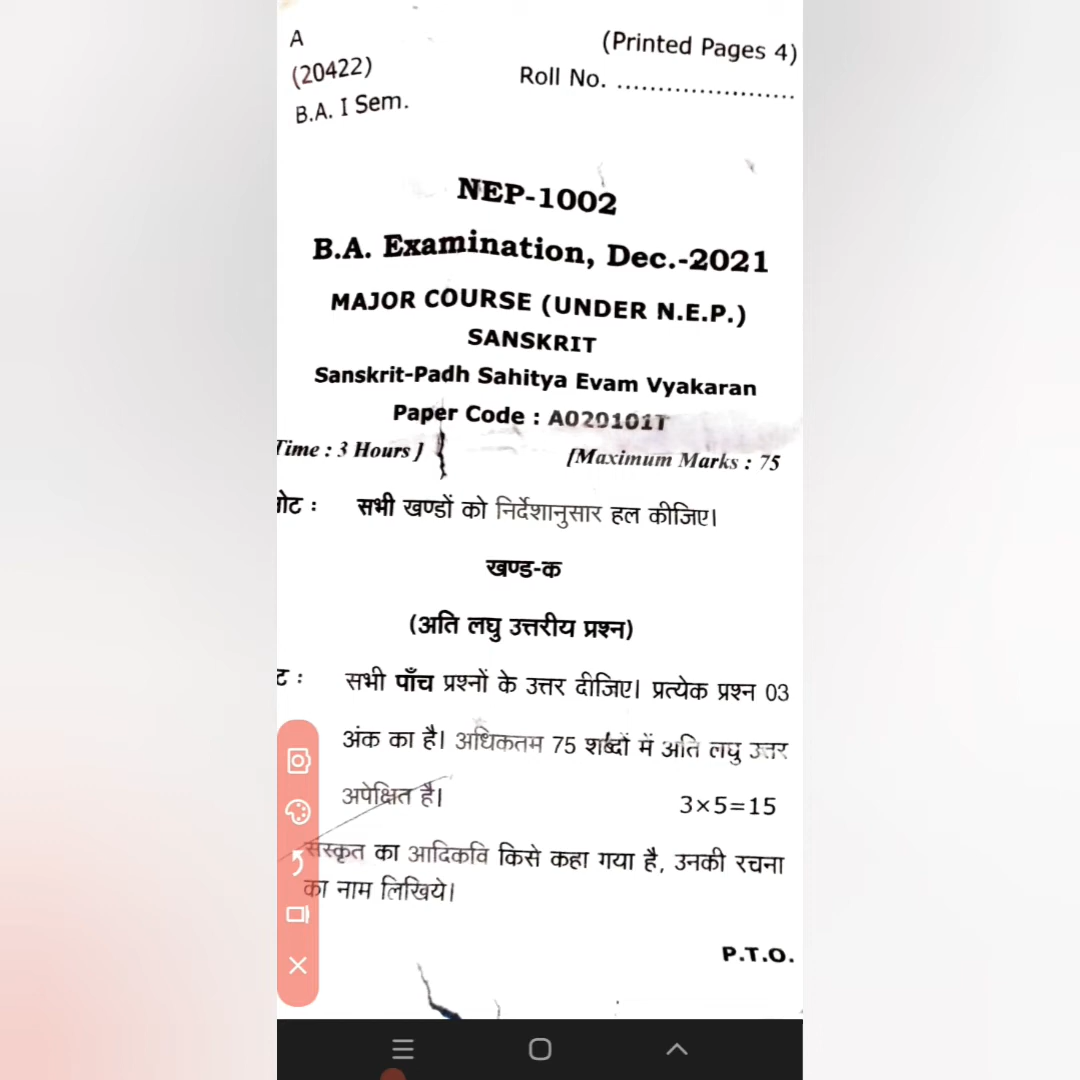 A
(Printed Pages 4)
(20422)
Roll No. ......................
B.A. I Sem.
NEP-1002
B.A. Examination, Dec.-2021
MAJOR COURSE (UNDER N.E.P.)
SANSKRIT
Sanskrit-Padh Sahitya Evam Vyakaran
Paper Code : A020101T
Time : 3 Hours ]
[Maximum Marks : 75
नोट : सभी खण्डों को निर्देशानुसार हल कीजिए।
खण्ड-क
(अति लघु उत्तरीय प्रश्न)
ट : सभी पाँच प्रश्नों के उत्तर दीजिए। प्रत्येक प्रश्न 03
अंक का है। अधिकतम 75 शब्दों में अति लघु उत्तर
अपेक्षित है।
3×5=15
संस्कृत का आदिकवि किसे कहा गया है, उनकी रचना
का नाम लिखिये।
P.T.O.